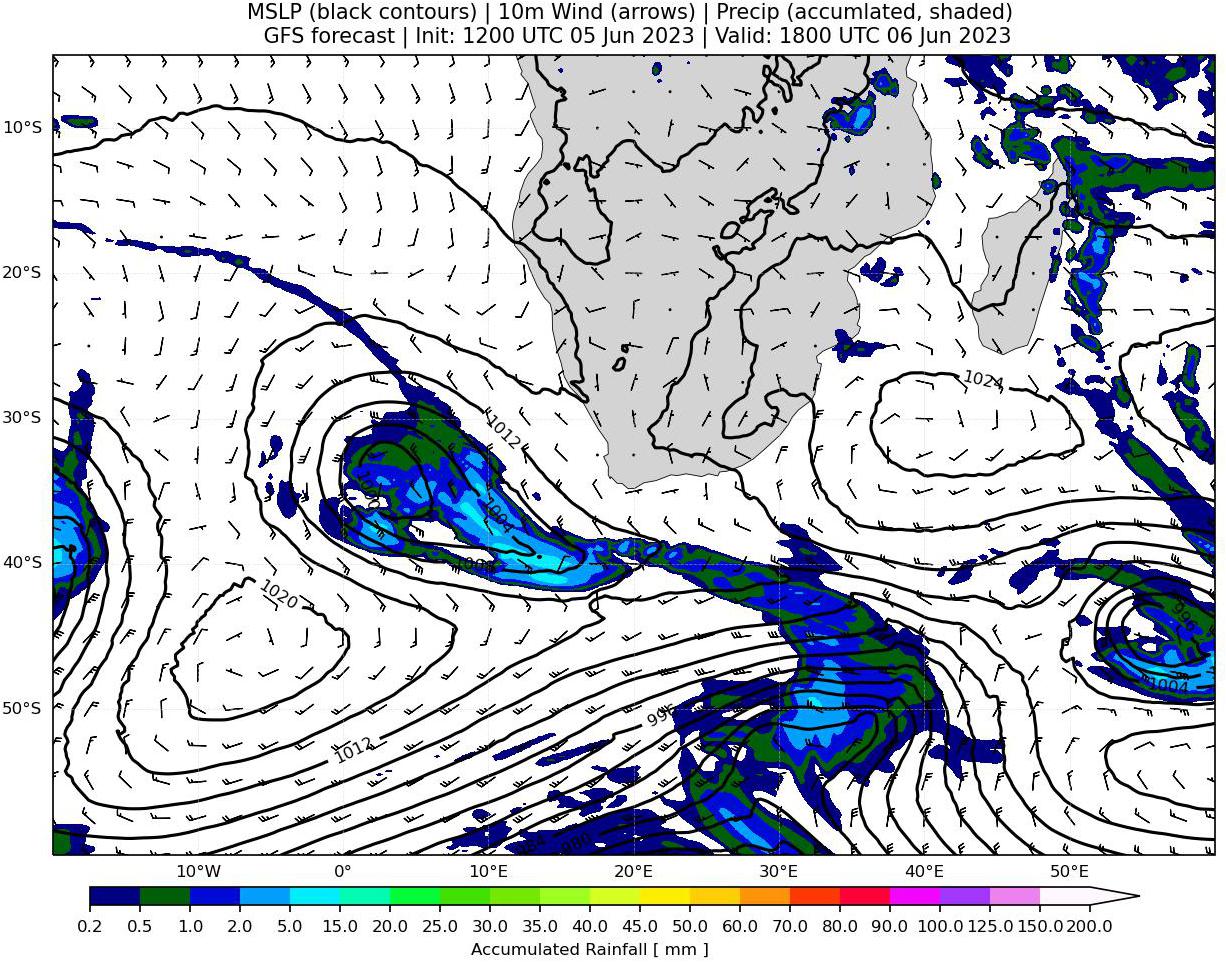 MSLP (black contours) | 10m Wind (arrows) | Precip (accumlated, shaded)
GFS forecast | Init: 1200 UTC 05 Jun 2023 | Valid: 1800 UTC 06 Jun 2023
10°S
20°S
1024
30°S
1012
1004
40°S
1020
996
1004
50°S
996
1012
980
10°W 0° 10°E 20°E 30°E 40°E 50°E
0.2 0.5 1.0 2.0 5.0 15.0 20.0 25.0 30.0 35.0 40.0 45.0 50.0 60.0 70.0 80.0 90.0 100.0 125.0 150.0 200.0
Accumulated Rainfall [ mm ]